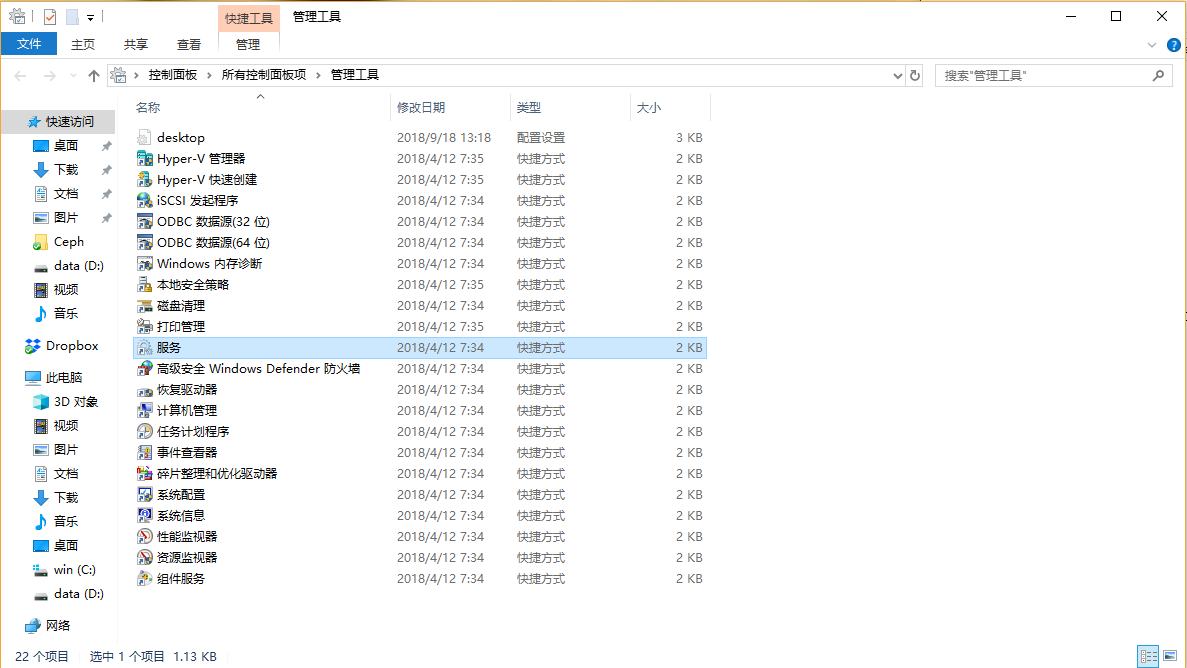 快捷工具 管理工具
文件 主页 共享 查看 管理
控制面板 所有控制面板项 管理工具 搜索"管理工具"
名称 修改日期 类型 大小
快速访问
桌面
下载
文档
图片
Ceph
data (D:)
视频
音乐
Dropbox
此电脑
3D 对象
视频
图片
文档
下载
音乐
桌面
win (C:)
data (D:)
网络
desktop 2018/9/18 13:18 配置设置 3 KB
Hyper-V 管理器 2018/4/12 7:35 快捷方式 2 KB
Hyper-V 快速创建 2018/4/12 7:35 快捷方式 2 KB
iSCSI 发起程序 2018/4/12 7:34 快捷方式 2 KB
ODBC 数据源(32 位) 2018/4/12 7:34 快捷方式 2 KB
ODBC 数据源(64 位) 2018/4/12 7:34 快捷方式 2 KB
Windows 内存诊断 2018/4/12 7:34 快捷方式 2 KB
本地安全策略 2018/4/12 7:35 快捷方式 2 KB
磁盘清理 2018/4/12 7:34 快捷方式 2 KB
打印管理 2018/4/12 7:35 快捷方式 2 KB
服务 2018/4/12 7:34 快捷方式 2 KB
高级安全 Windows Defender 防火墙 2018/4/12 7:34 快捷方式 2 KB
恢复驱动器 2018/4/12 7:34 快捷方式 2 KB
计算机管理 2018/4/12 7:34 快捷方式 2 KB
任务计划程序 2018/4/12 7:34 快捷方式 2 KB
事件查看器 2018/4/12 7:34 快捷方式 2 KB
碎片整理和优化驱动器 2018/4/12 7:34 快捷方式 2 KB
系统配置 2018/4/12 7:34 快捷方式 2 KB
系统信息 2018/4/12 7:34 快捷方式 2 KB
性能监视器 2018/4/12 7:34 快捷方式 2 KB
资源监视器 2018/4/12 7:34 快捷方式 2 KB
组件服务 2018/4/12 7:34 快捷方式 2 KB
22 个项目 选中 1 个项目 1.13 KB